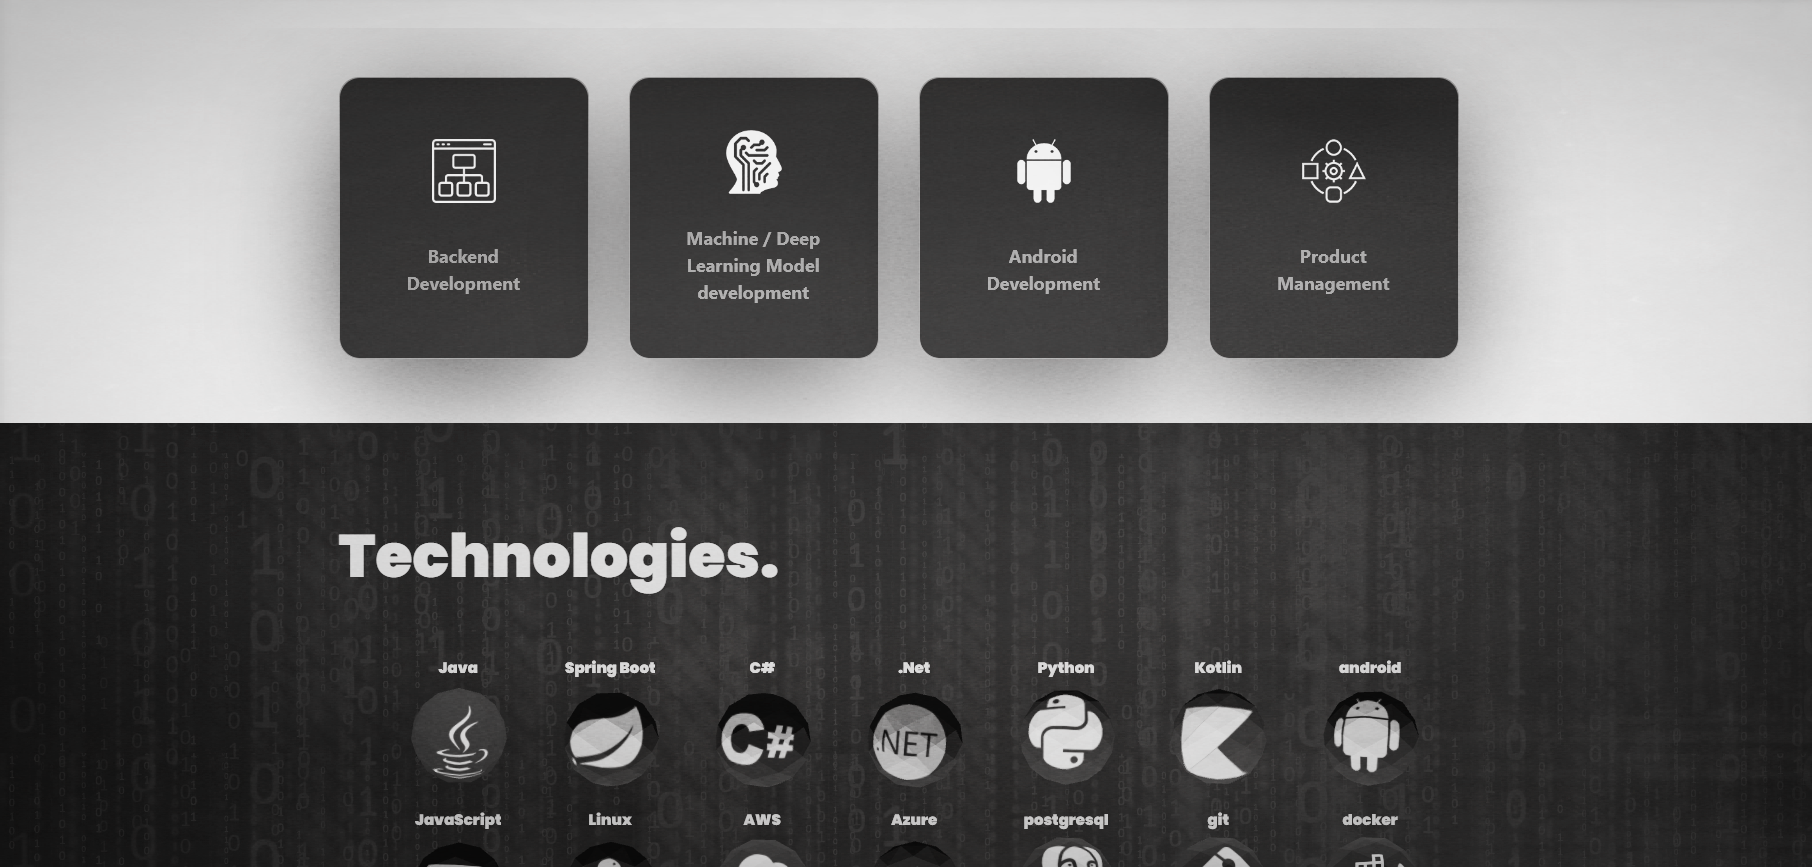 Backend
Development
Machine / Deep
Learning Model
development
Android
Development
Product
Management
Technologies.
Java
Spring Boot
C#
.Net
Python
Kotlin
android
C#
.NET
JavaScript
Linux
AWS
Azure
postgresql
git
docker